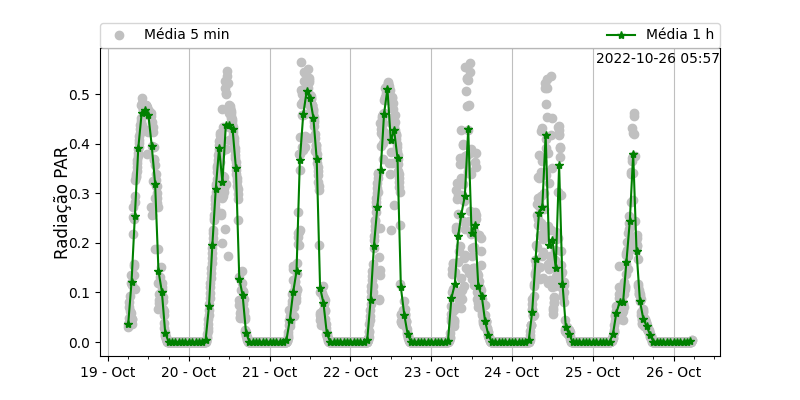 Média 5 min
Média 1 h
2022-10-26 05:57
Radiação PAR
0.5
0.4
0.3
0.2
0.1
0.0
19 - Oct
20 - Oct
21 - Oct
22 - Oct
23 - Oct
24 - Oct
25 - Oct
26 - Oct